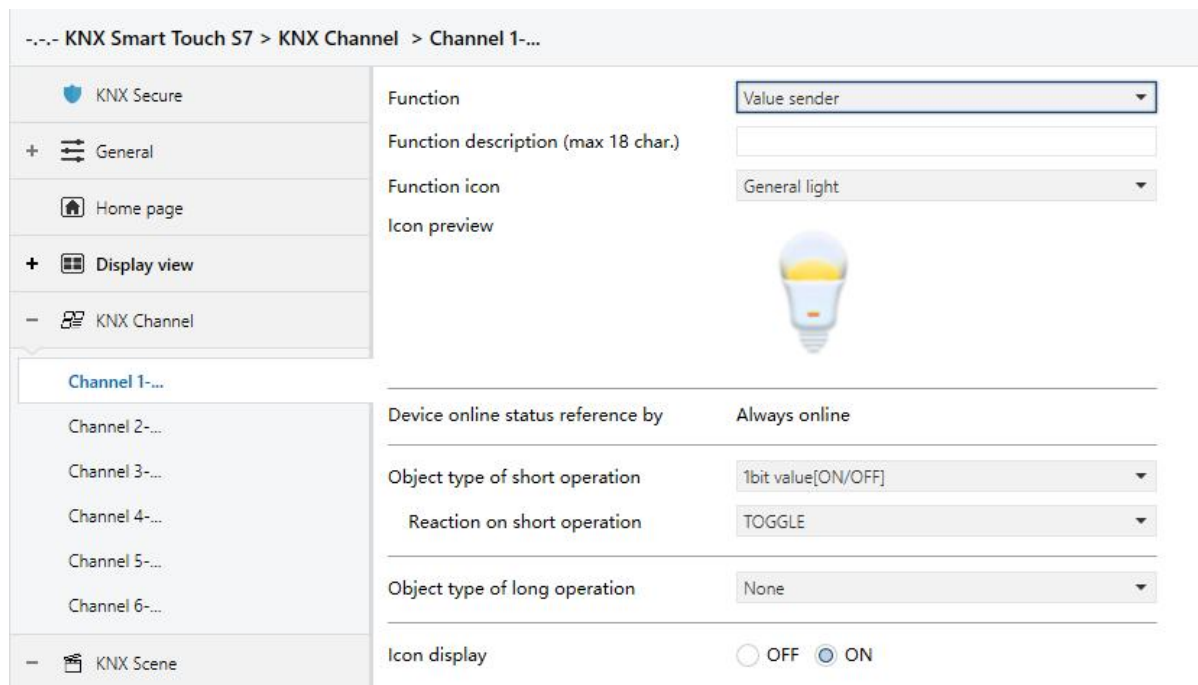 -.-.- KNX Smart Touch S7 > KNX Channel > Channel 1-...
KNX Secure
+ General
Home page
+ Display view
- KNX Channel
Channel 1-...
Channel 2-...
Channel 3-...
Channel 4-...
Channel 5-...
Channel 6-...
- KNX Scene
Function Value sender
Function description (max 18 char.)
Function icon General light
Icon preview
Device online status reference by Always online
Object type of short operation 1bit value[ON/OFF]
Reaction on short operation TOGGLE
Object type of long operation None
Icon display OFF ON